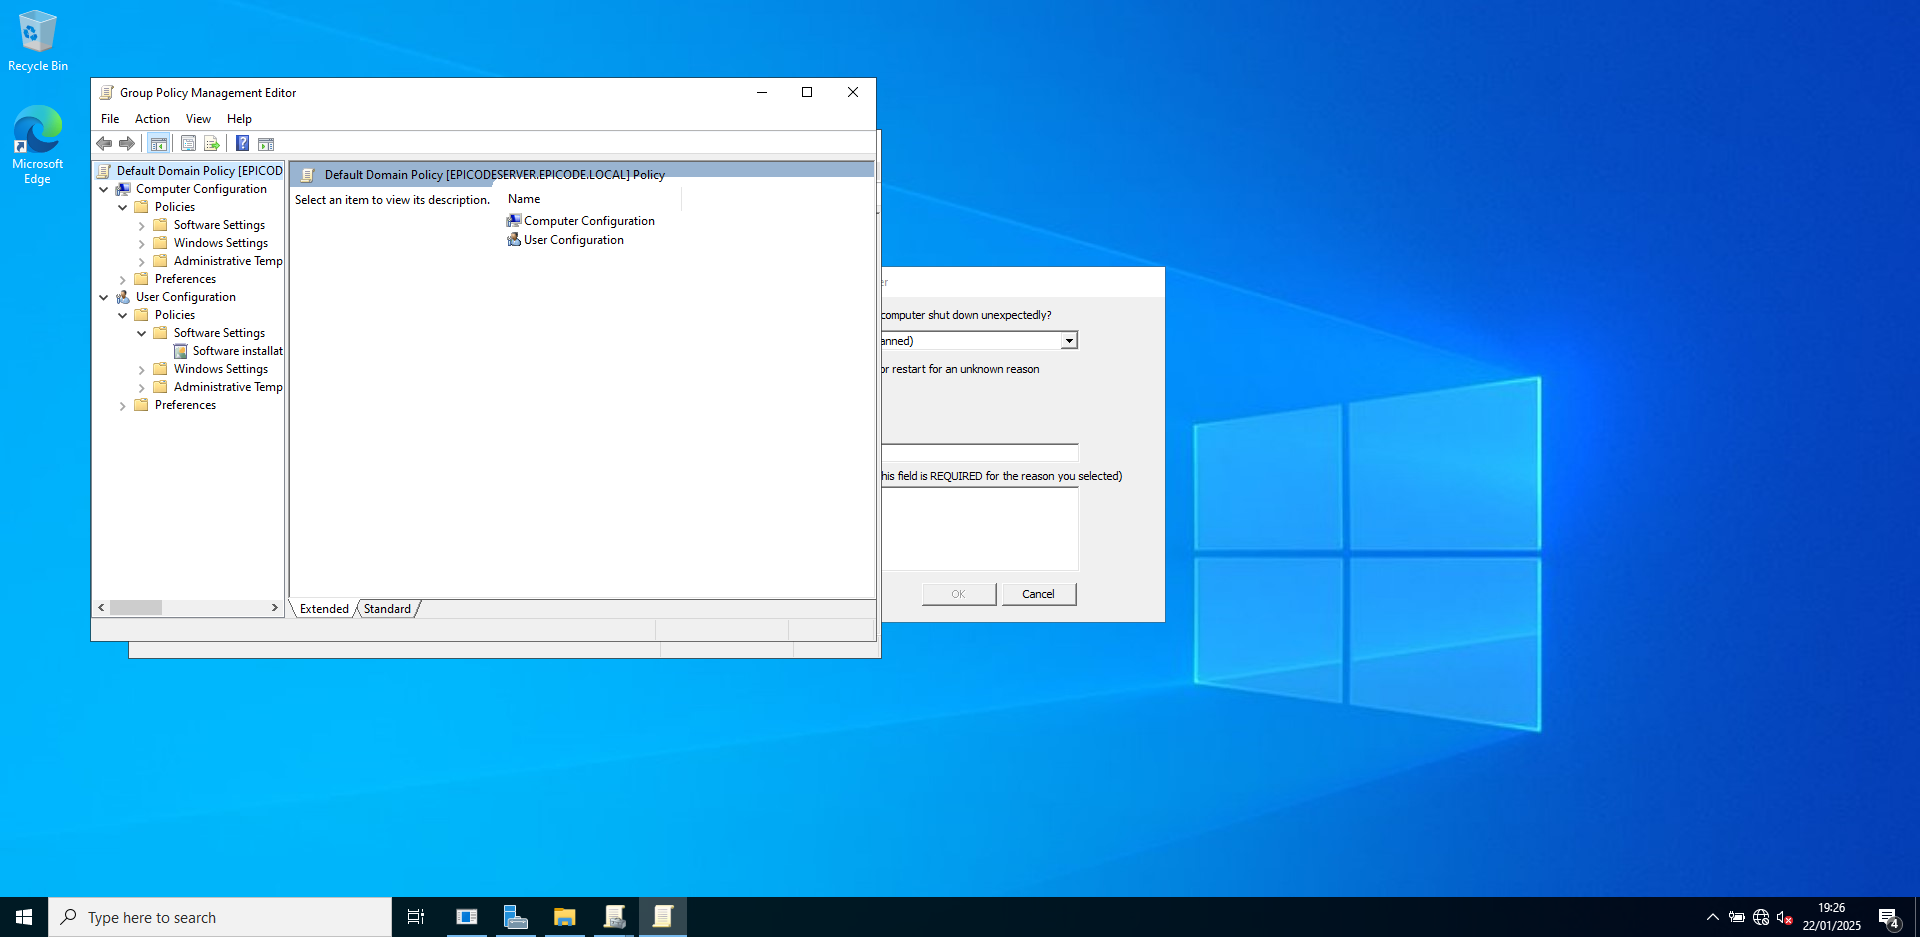 Recycle Bin
Microsoft
Edge
Group Policy Management Editor
File Action View Help
Default Domain Policy [EPICOD
Computer Configuration
Policies
Software Settings
Windows Settings
Administrative Temp
Preferences
User Configuration
Policies
Software Settings
Software installat
Windows Settings
Administrative Temp
Preferences
Default Domain Policy [EPICODESERVER.EPICODE.LOCAL] Policy
Select an item to view its description.
Name
Computer Configuration
User Configuration
Extended Standard
er
computer shut down unexpectedly?
anned)
or restart for an unknown reason
his field is REQUIRED for the reason you selected)
OK Cancel
Type here to search
19:26
22/01/2025
4